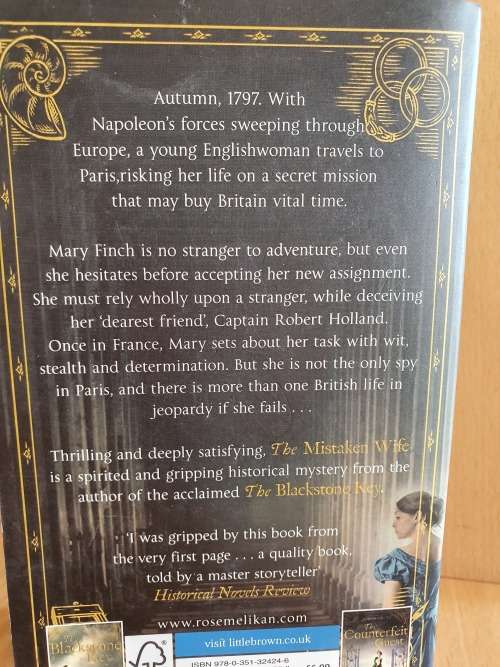 Autumn, 1797. With
Napoleon's forces sweeping through
Europe, a young Englishwoman travels to
Paris,risking her life on a secret mission
that may buy Britain vital time.
Mary Finch is no stranger to adventure, but even
she hesitates before accepting her new assignment.
She must rely wholly upon a stranger, while deceiving
her 'dearest friend', Captain Robert Holland.
Once in France, Mary sets about her task with wit,
stealth and determination. But she is not the only spy
in Paris, and there is more than one British life in
jeopardy if she fails . . .
Thrilling and deeply satisfying, The Mistaken Wife
is a spirited and gripping historical mystery from the
author of the acclaimed The Blackstone Key.
'I was gripped by this book from
the very first page . . . a quality book,
told by a master storyteller'
Historical Novels Review
www.rosemelikan.com
visit littlebrown.co.uk
The
Blackstone
FSC
The
Counterfeit
Guest
ISBN 978-0-351-32424-6